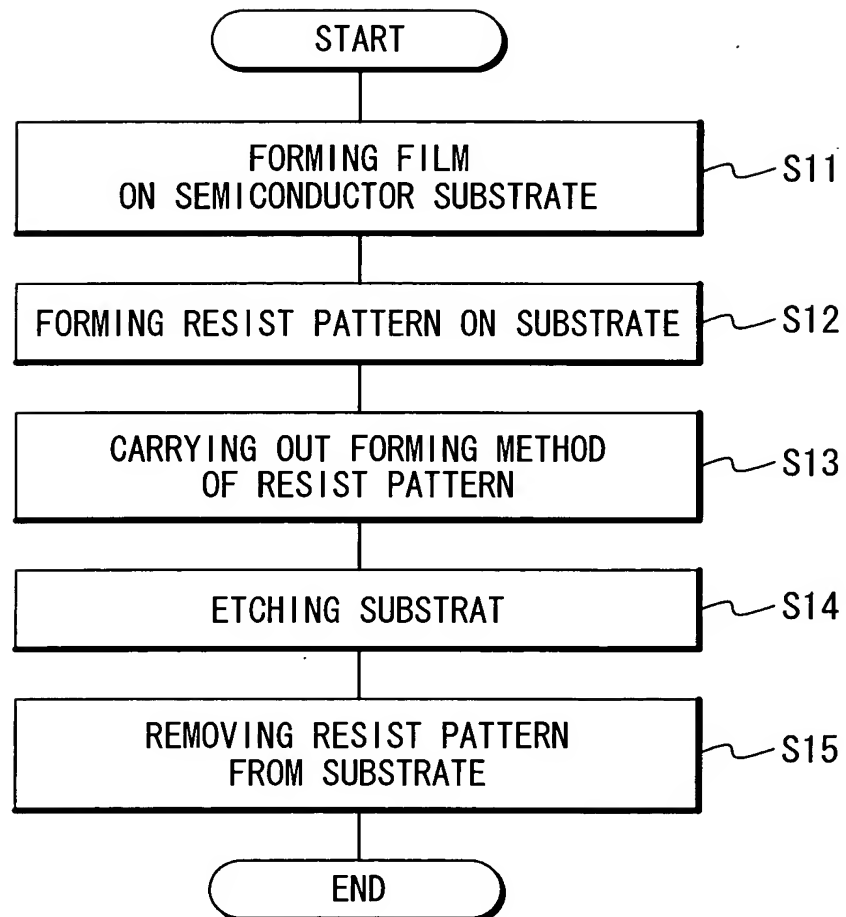 START
FORMING FILM
ON SEMICONDUCTOR SUBSTRATE
S11
FORMING RESIST PATTERN ON SUBSTRATE
S12
CARRYING OUT FORMING METHOD
OF RESIST PATTERN
S13
ETCHING SUBSTRAT
S14
REMOVING RESIST PATTERN
FROM SUBSTRATE
S15
END